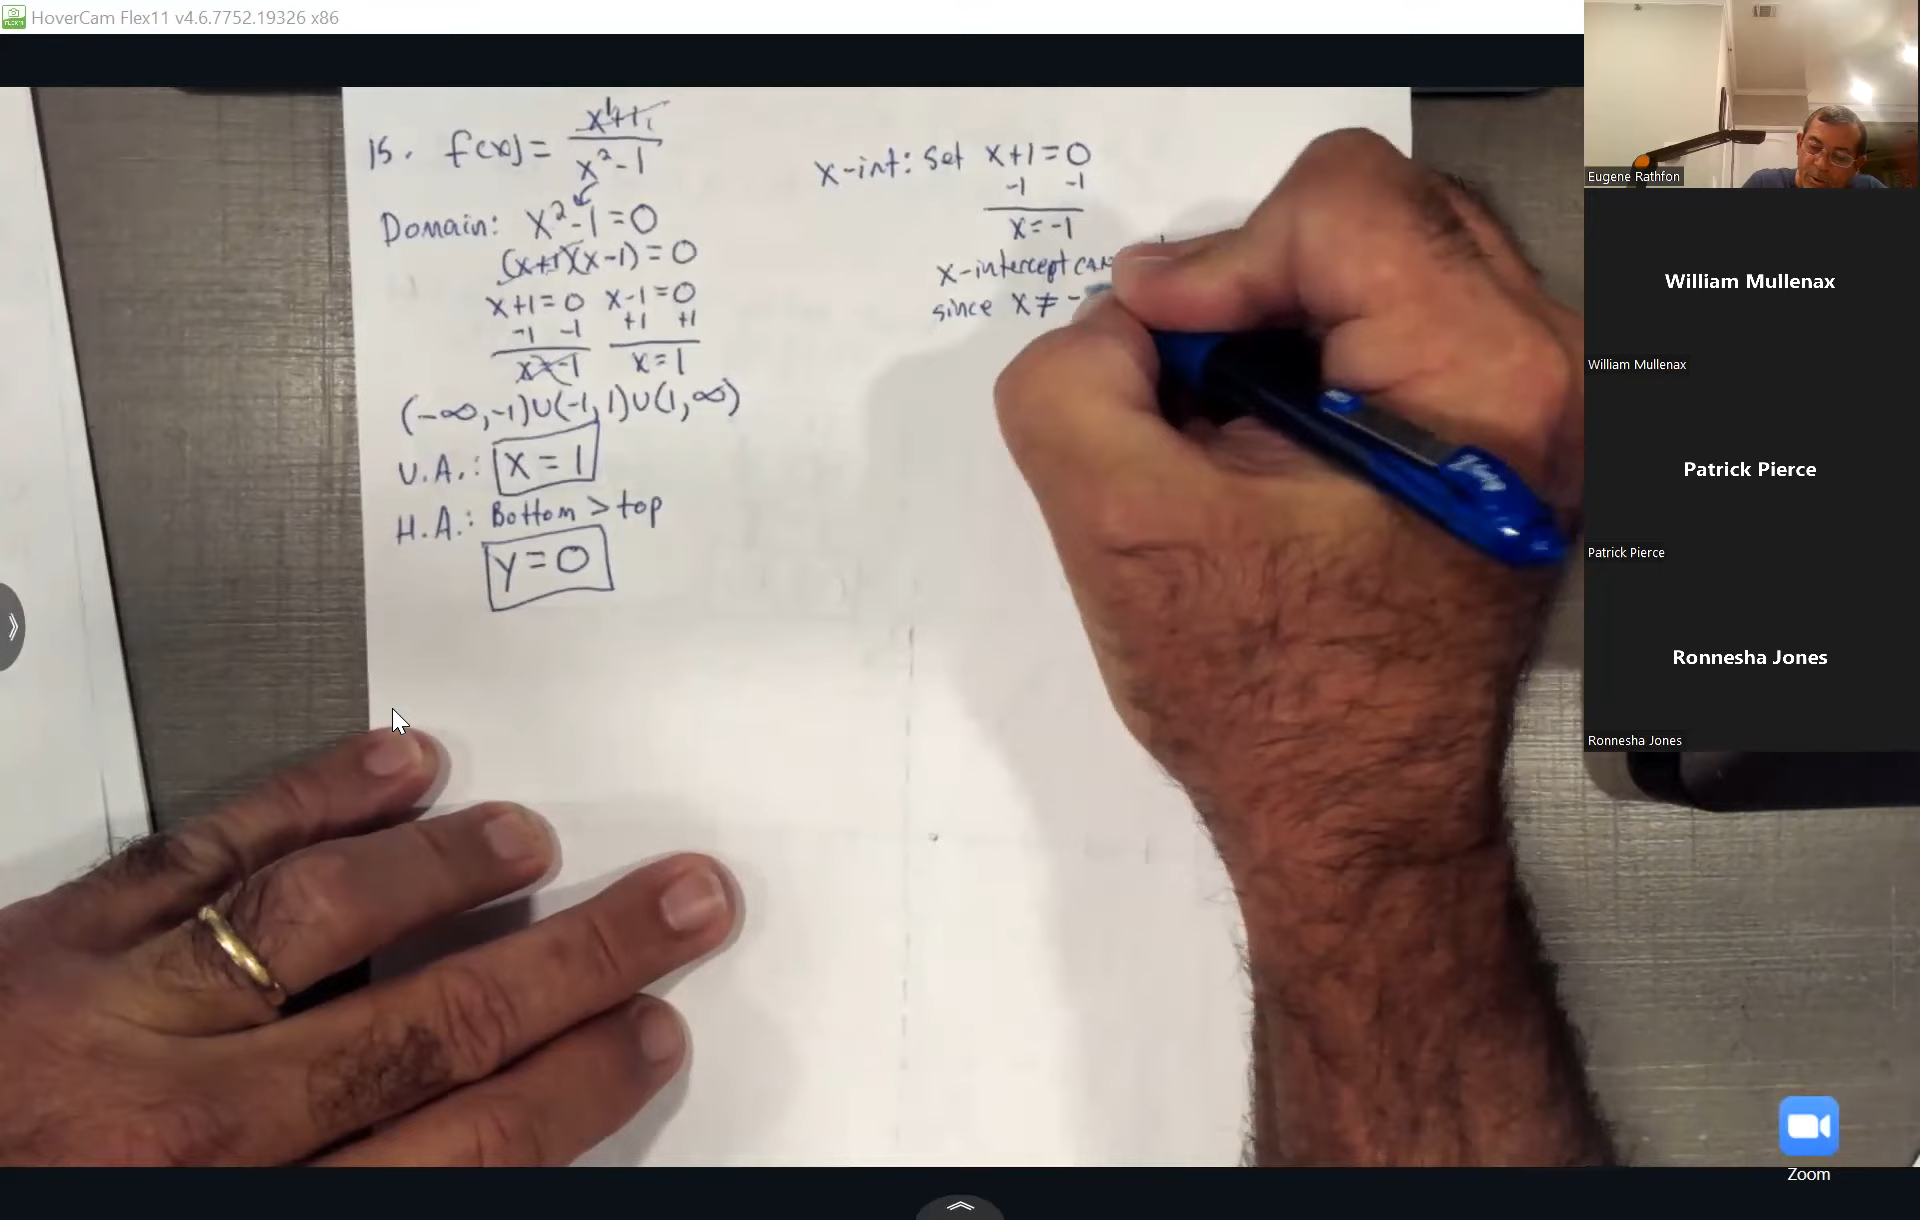 HoverCam Flex11 v4.6.7752.19326 x86
15. f(x) = x+1 / x² - 1
Domain: x² - 1 = 0
(x+1)(x-1) = 0
x+1=0 x-1=0
-1 -1 +1 +1
x=-1 x=1
(-∞,-1)∪(-1,1)∪(1,∞)
V.A.: x = 1
H.A.: Bottom > top
y = 0
x-int: Set x+1=0
-1 -1
x = -1
x-intercept
since x ≠ -
Eugene Rathfon
William Mullenax
William Mullenax
Patrick Pierce
Patrick Pierce
Ronnesha Jones
Ronnesha Jones
Zoom